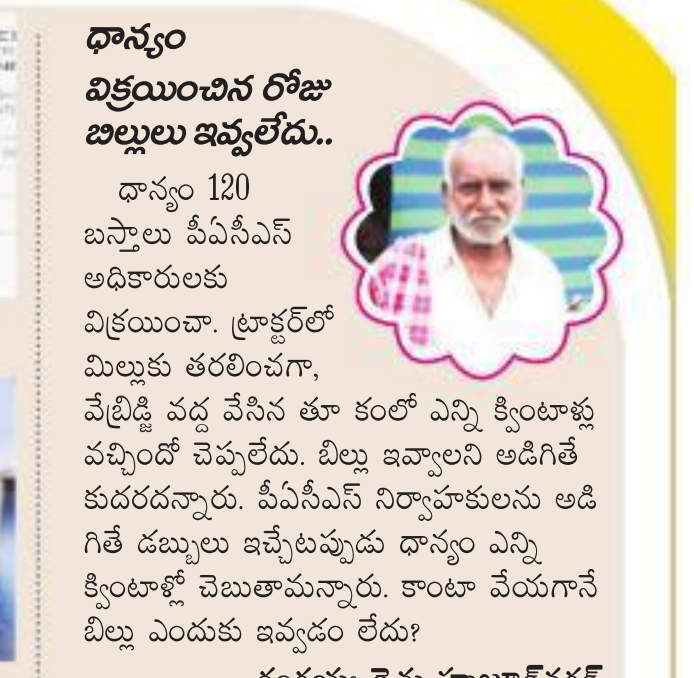 ధాన్యం
విక్రయించిన రోజు
బిల్లులు ఇవ్వలేదు..
ధాన్యం 120
బస్తాలు పీఏసీఎస్
అధికారులకు
విక్రయించా. ట్రాక్టర్‌లో
మిల్లుకు తరలించగా,
వేబ్రిడ్జి వద్ద వేసిన తూ కంలో ఎన్ని క్వింటాళ్లు
వచ్చిందో చెప్పలేదు. బిల్లు ఇవ్వాలని అడిగితే
కుదరదన్నారు. పీఏసీఎస్ నిర్వాహకులను అడి
గితే డబ్బులు ఇచ్చేటప్పుడు ధాన్యం ఎన్ని
క్వింటాళ్లో చెబుతామన్నారు. కాంటా వేయగానే
బిల్లు ఎందుకు ఇవ్వడం లేదు?